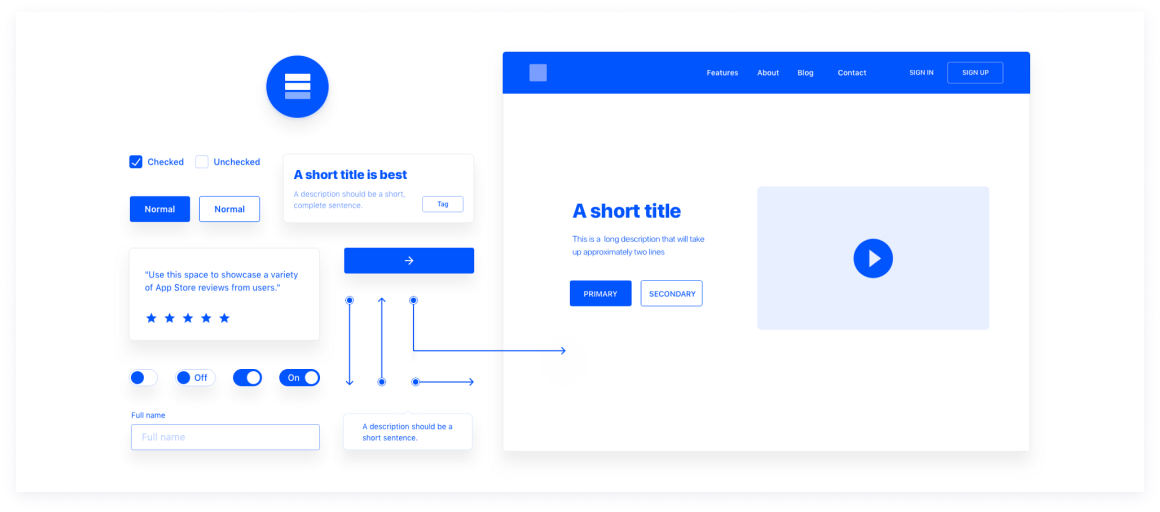 Checked
Unchecked
A short title is best
A description should be a short,
complete sentence.
Tag
Normal
Normal
"Use this space to showcase a variety
of App Store reviews from users."
Off
On
Full name
Full name
A description should be a
short sentence.
Features
About
Blog
Contact
SIGN IN
SIGN UP
A short title
This is a long description that will take
up approximately two lines
PRIMARY
SECONDARY